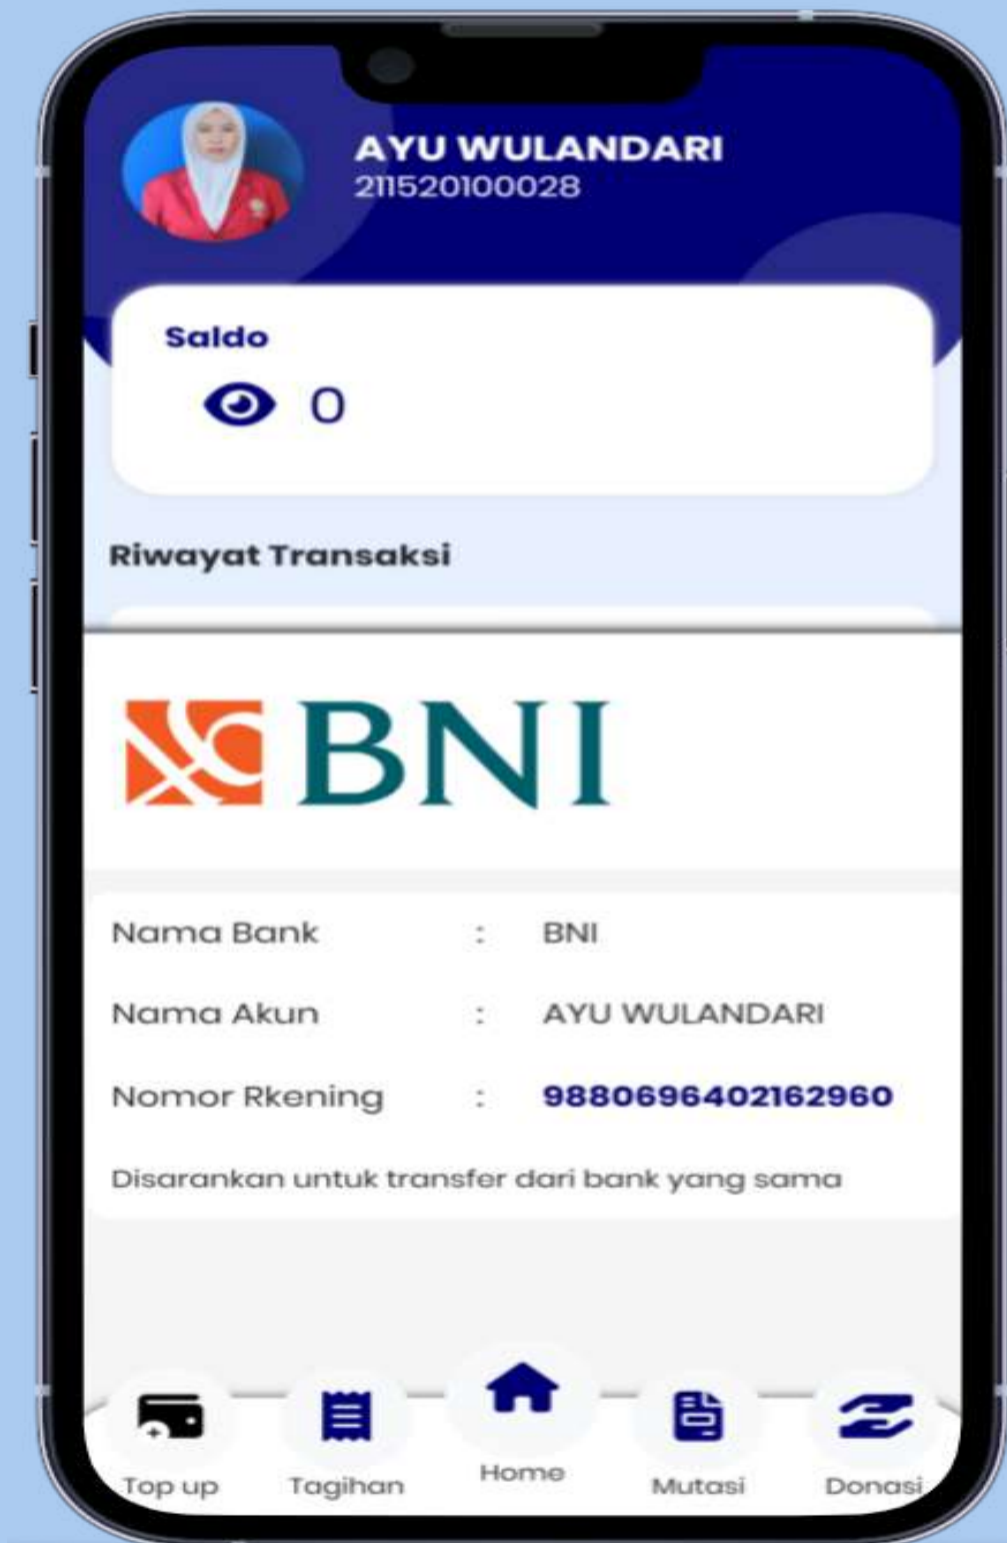 AYU WULANDARI
211520100028
Saldo
0
Riwayat Transaksi
BNI
Nama Bank : BNI
Nama Akun : AYU WULANDARI
Nomor Rkening : 9880696402162960
Disarankan untuk transfer dari bank yang sama
Top up Tagihan Home Mutasi Donasi